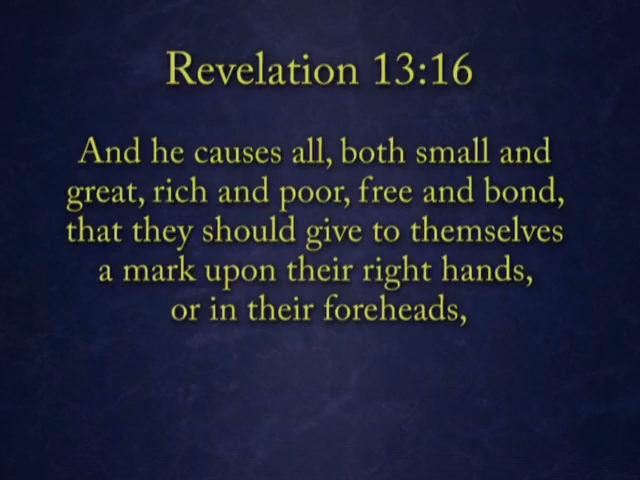 Revelation 13:16
And he causes all, both small and
great, rich and poor, free and bond,
that they should give to themselves
a mark upon their right hands,
or in their foreheads,